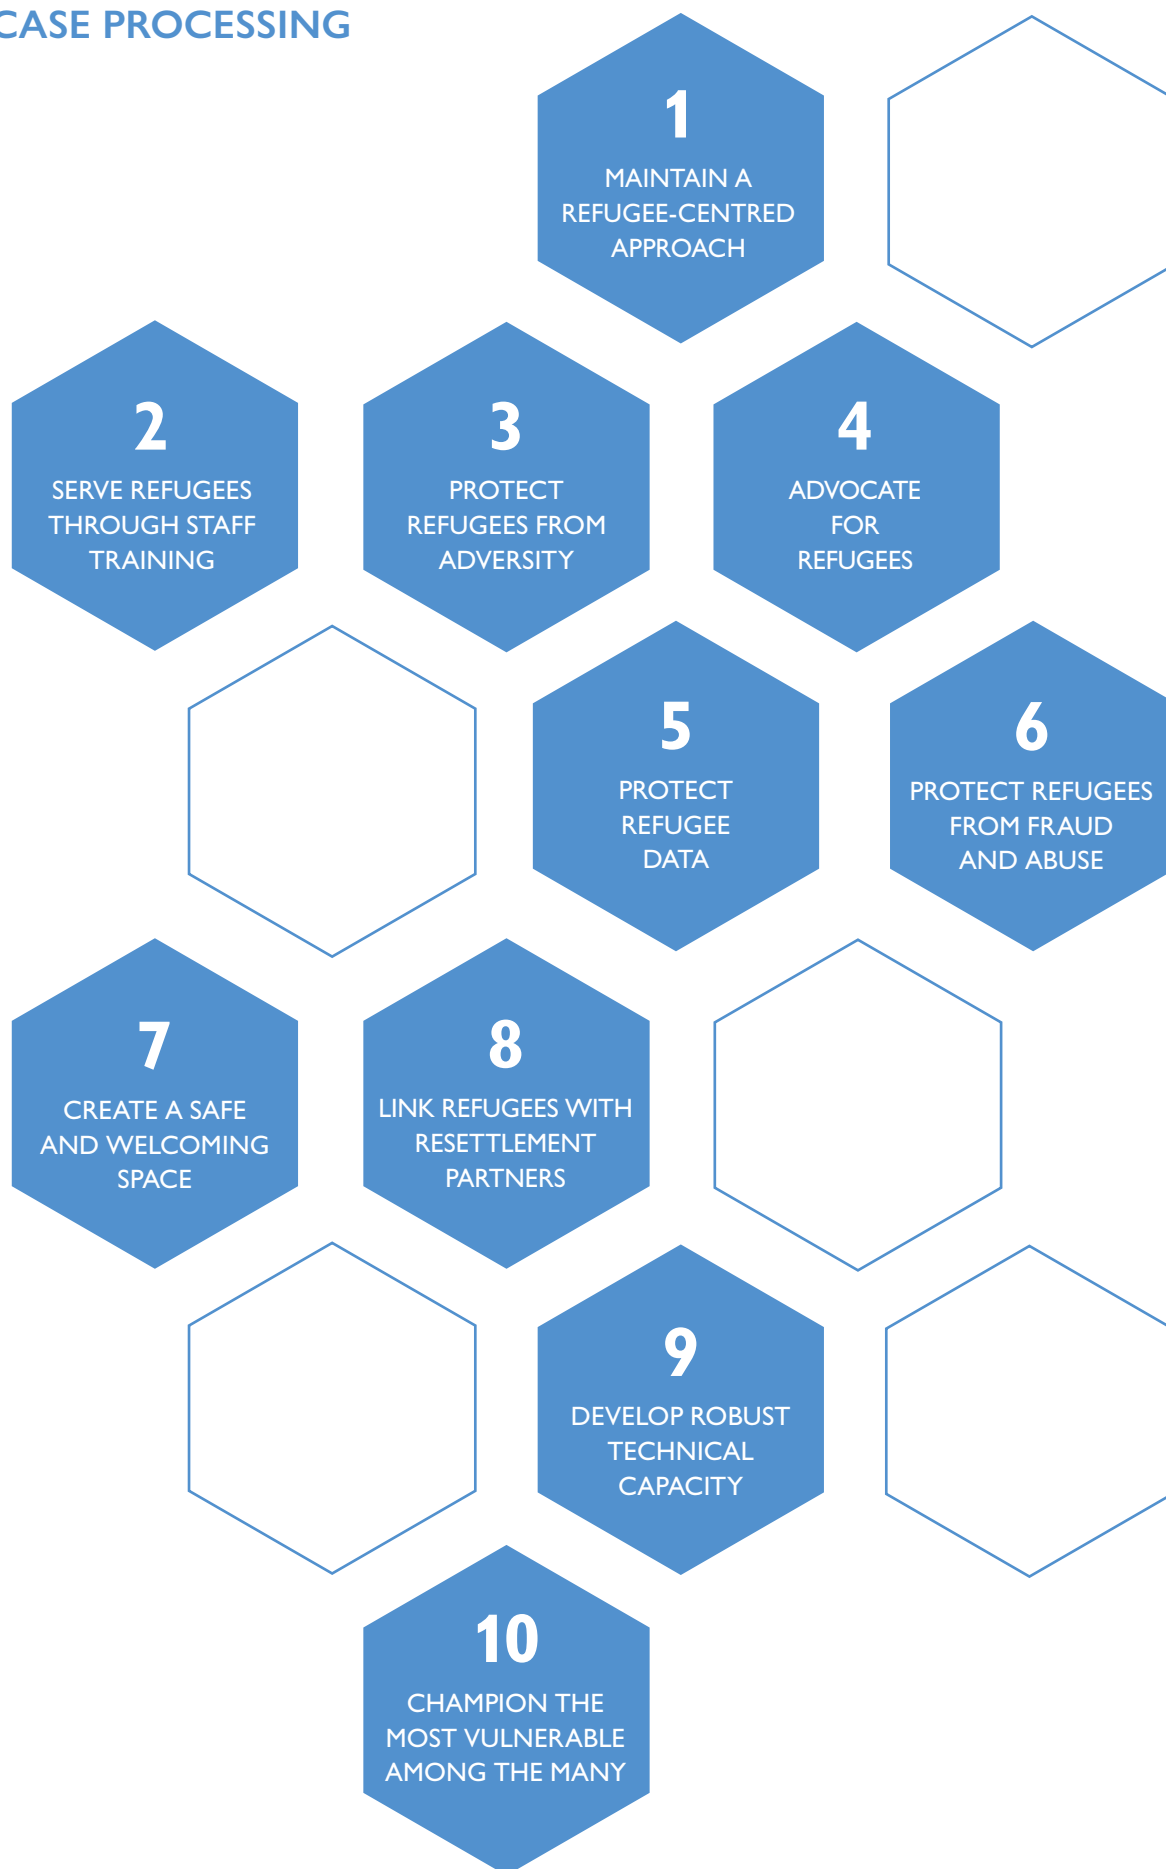 CASE PROCESSING
1
MAINTAIN A
REFUGEE-CENTRED
APPROACH
2
SERVE REFUGEES
THROUGH STAFF
TRAINING
3
PROTECT
REFUGEES FROM
ADVERSITY
4
ADVOCATE
FOR
REFUGEES
5
PROTECT
REFUGEE
DATA
6
PROTECT REFUGEES
FROM FRAUD
AND ABUSE
7
CREATE A SAFE
AND WELCOMING
SPACE
8
LINK REFUGEES WITH
RESETTLEMENT
PARTNERS
9
DEVELOP ROBUST
TECHNICAL
CAPACITY
10
CHAMPION THE
MOST VULNERABLE
AMONG THE MANY